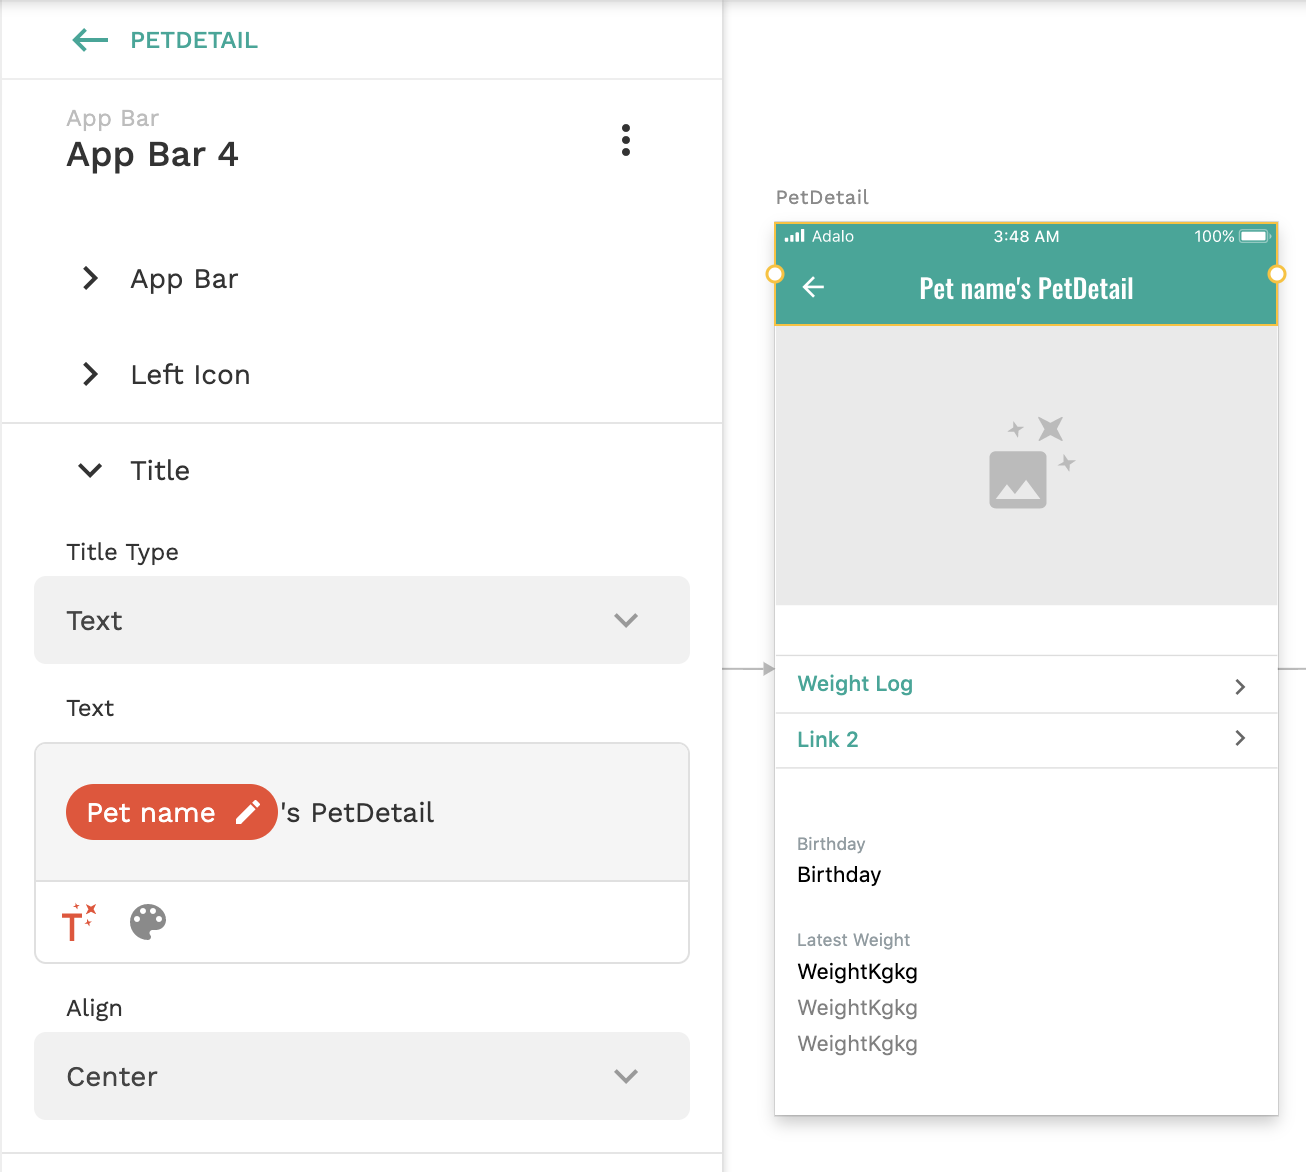 PETDETAIL
App Bar
App Bar 4
App Bar
Left Icon
Title
Title Type
Text
Text
Pet name 's PetDetail
T
Align
Center
PetDetail
Adalo 3:48 AM 100%
Pet name's PetDetail
Weight Log
Link 2
Birthday
Birthday
Latest Weight
WeightKgkg
WeightKgkg
WeightKgkg